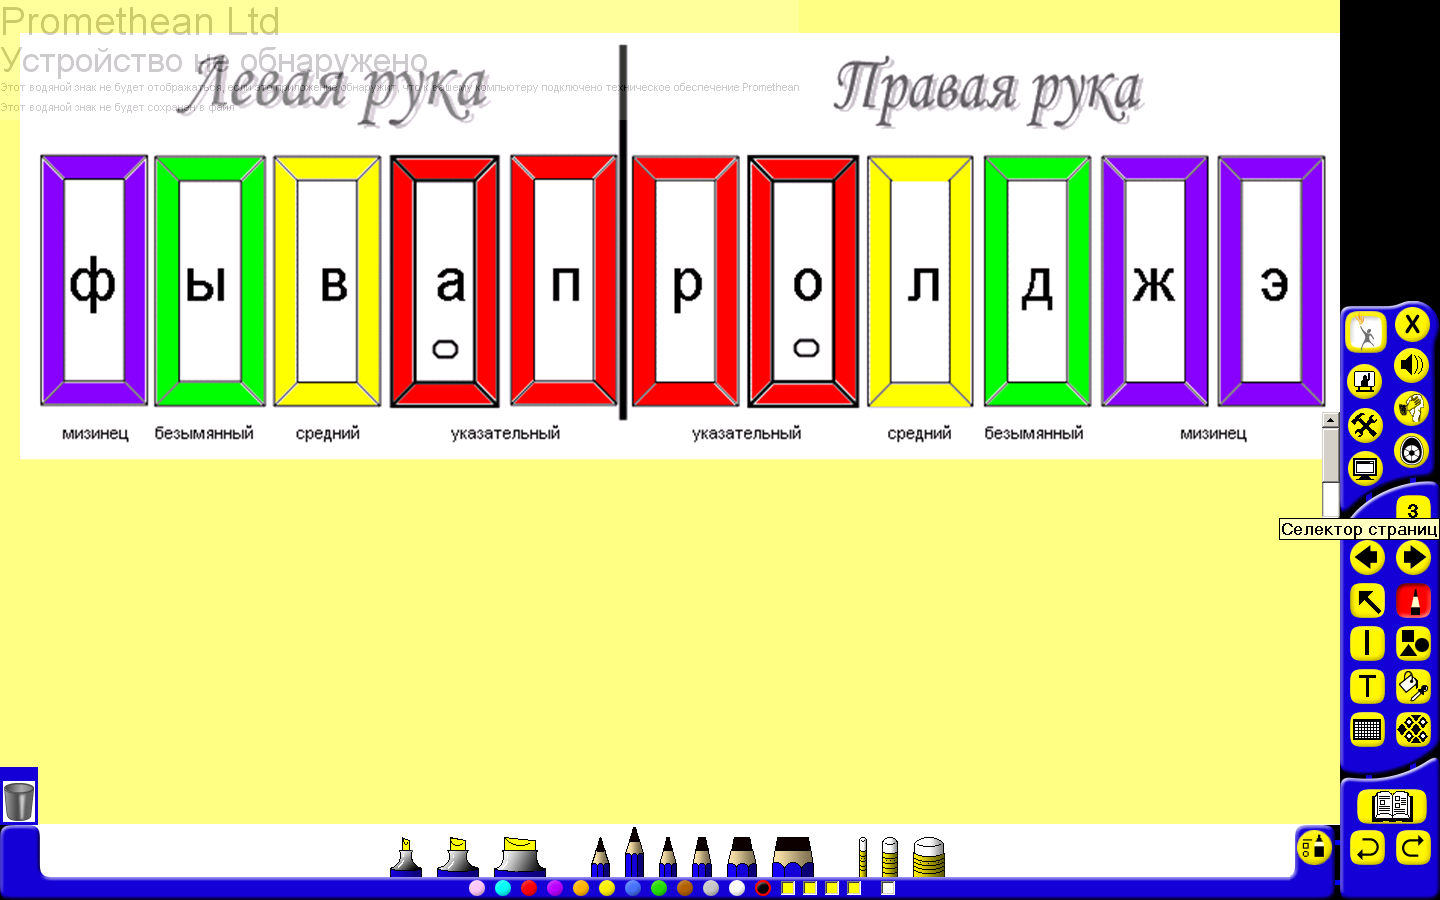 Promethean Ltd
Устройство не обнаружено
Этот водяной знак не будет отображаться, если это приложение обнаружит, что к вашему компьютеру подключено техническое обеспечение Promethean
Этот водяной знак не будет сохранен в файл
Левая рука Правая рука
ф ы в а п р о л д ж э
мизинец безымянный средний указательный указательный средний безымянный мизинец
X
3
Селектор страниц
T